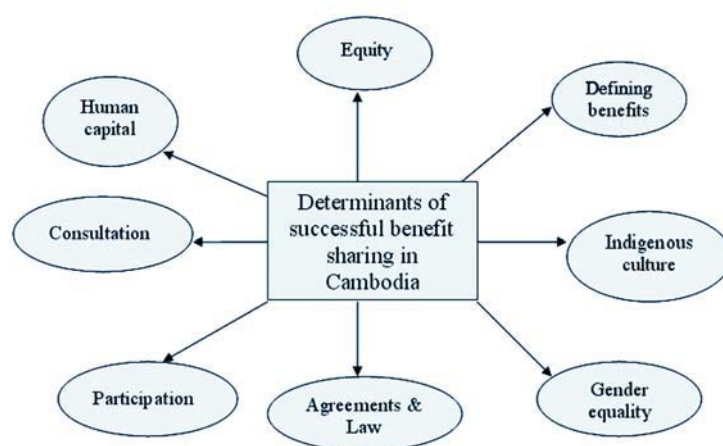 Equity
Defining
benefits
Human
capital
Determinants of
successful benefit
sharing in
Cambodia
Consultation
Indigenous
culture
Participation
Agreements &
Law
Gender
equality